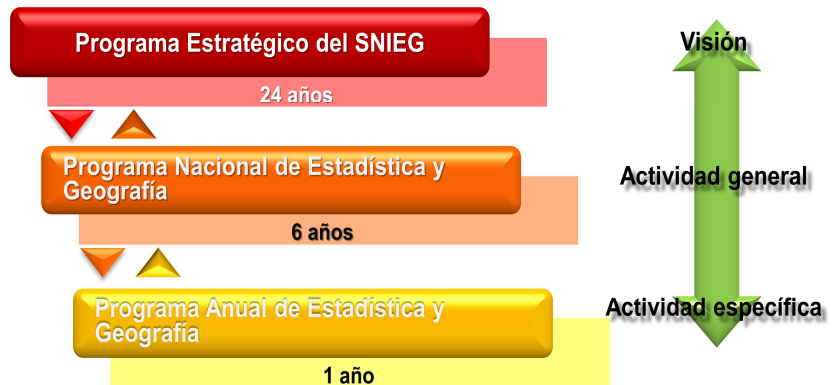 Programa Estratégico del SNIEG
Visión
24 años
Programa Nacional de Estadística y
Geografía
Actividad general
6 años
Programa Anual de Estadística y
Geografía
Actividad específica
1 año